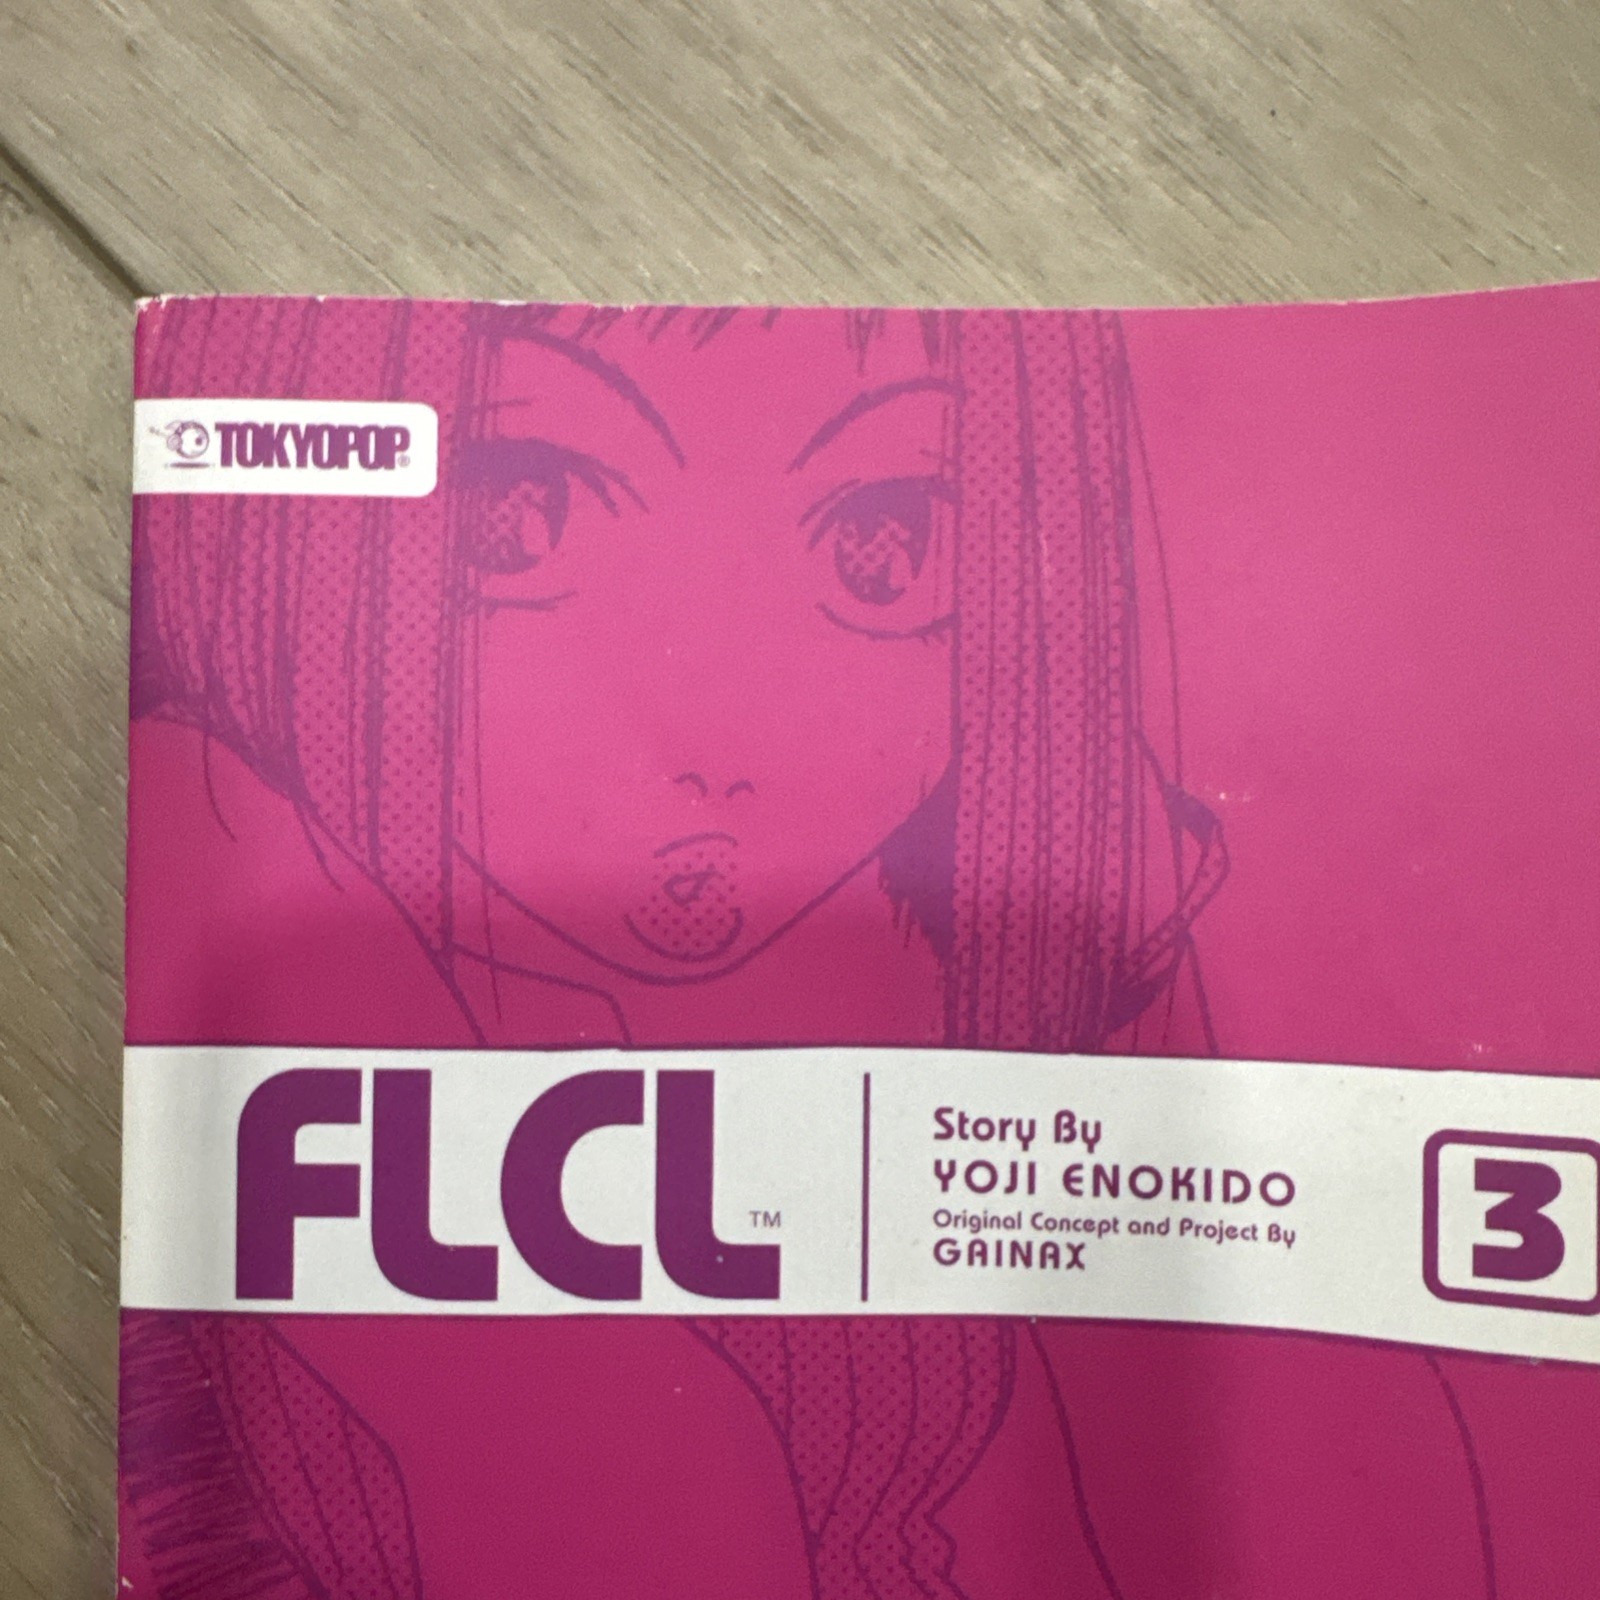 TOKYOPOP®
FLCL™
Story By
YOJI ENOKIDO
Original Concept and Project By
GAINAX
3